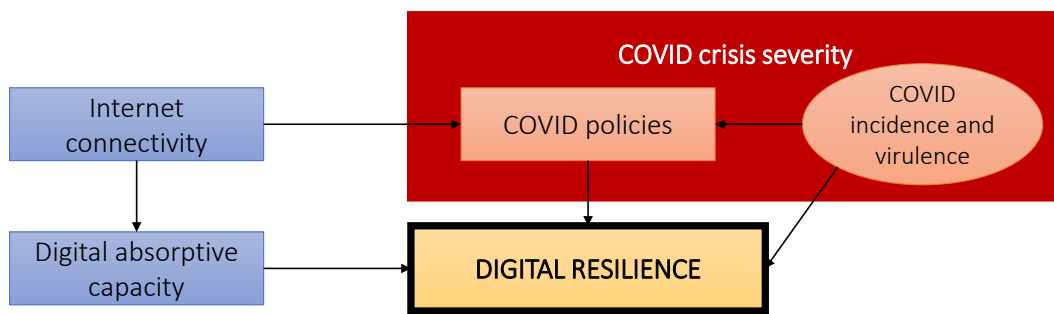 COVID crisis severity
Internet
connectivity
COVID policies
COVID
incidence and
virulence
Digital absorptive
capacity
DIGITAL RESILIENCE